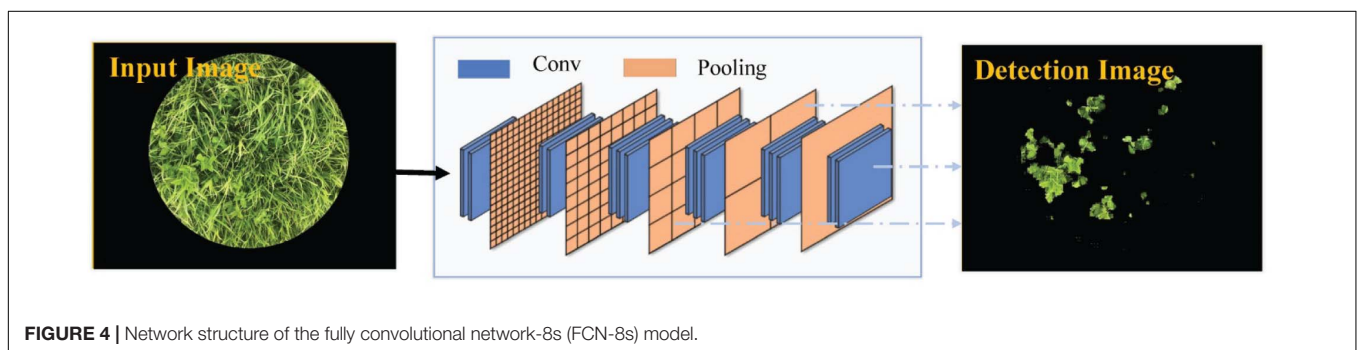 Input Image
Conv
Pooling
Detection Image
FIGURE 4 | Network structure of the fully convolutional network-8s (FCN-8s) model.